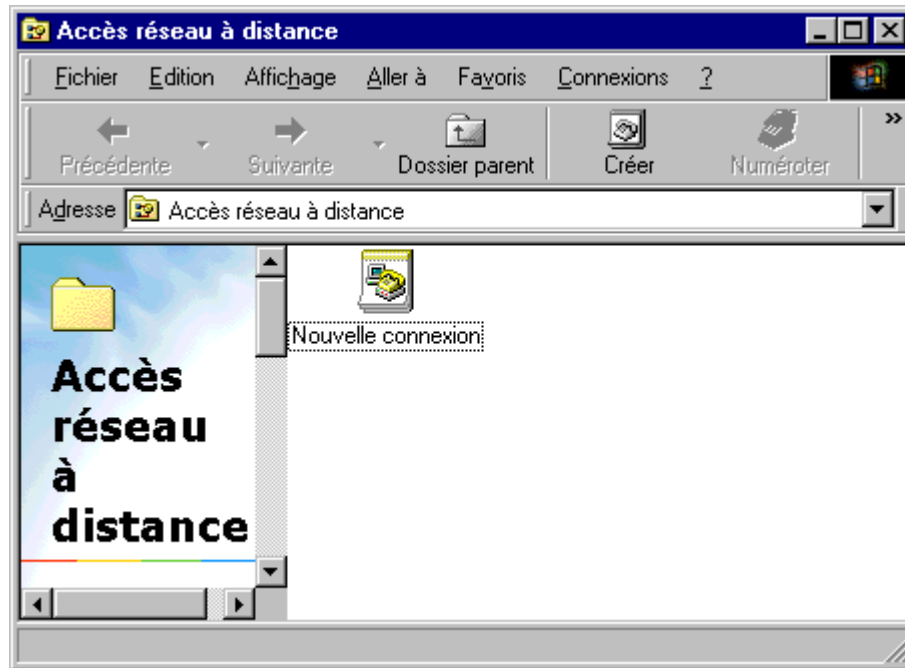 Accès réseau à distance
Fichier Edition Affichage Aller à Favoris Connexions ?
Précédente Suivante Dossier parent Créer Numéroter »
Adresse Accès réseau à distance
Nouvelle connexion
Accès
réseau
à
distance